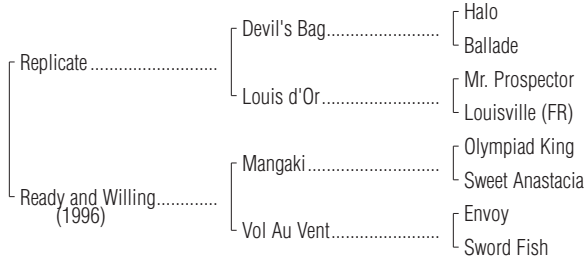 Halo
Devil's Bag
Ballade
Replicate
Mr. Prospector
Louis d'Or
Louisville (FR)
Olympiad King
Mangaki
Sweet Anastacia
Ready and Willing
(1996)
Envoy
Vol Au Vent
Sword Fish